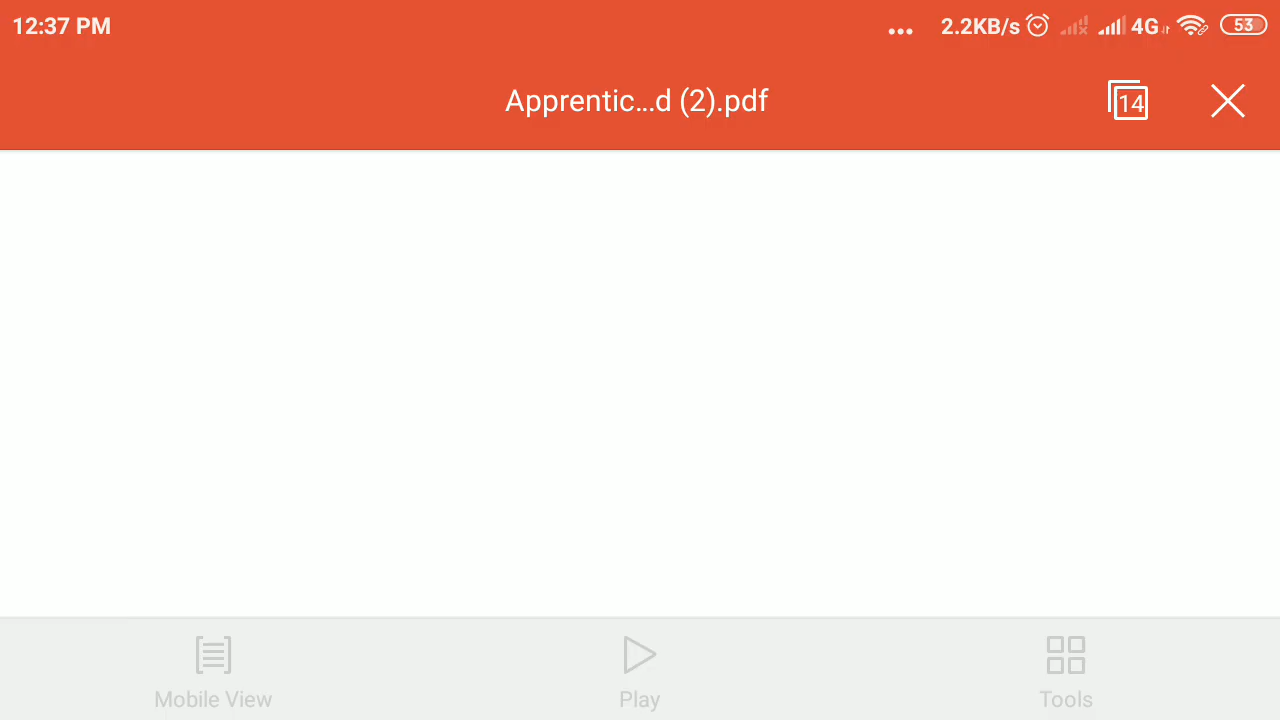 12:37 PM ... 2.2KB/s 4G 53
Apprentic...d (2).pdf 14
Mobile View Play Tools